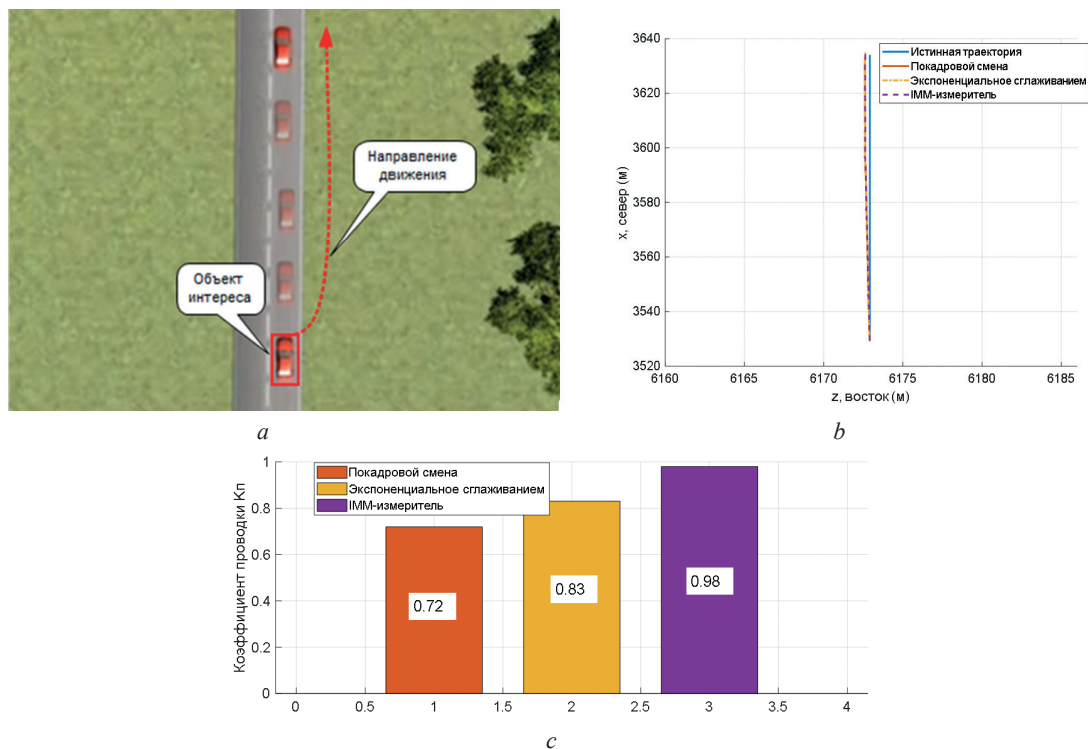 Направление
движения
Объект
интереса
a
3640
3620
3600
3580
3560
3540
3520
x, север (м)
Истинная траектория
Покадровой смена
Экспоненциальное сглаживанием
IMM-измеритель
6160 6165 6170 6175 6180 6185
z, восток (м)
b
1
0.8
0.6
0.4
0.2
0
Коэффициент проводки Кп
Покадровой смена
Экспоненциальное сглаживанием
IMM-измеритель
0.72
0.83
0.98
0 0.5 1 1.5 2 2.5 3 3.5 4
c